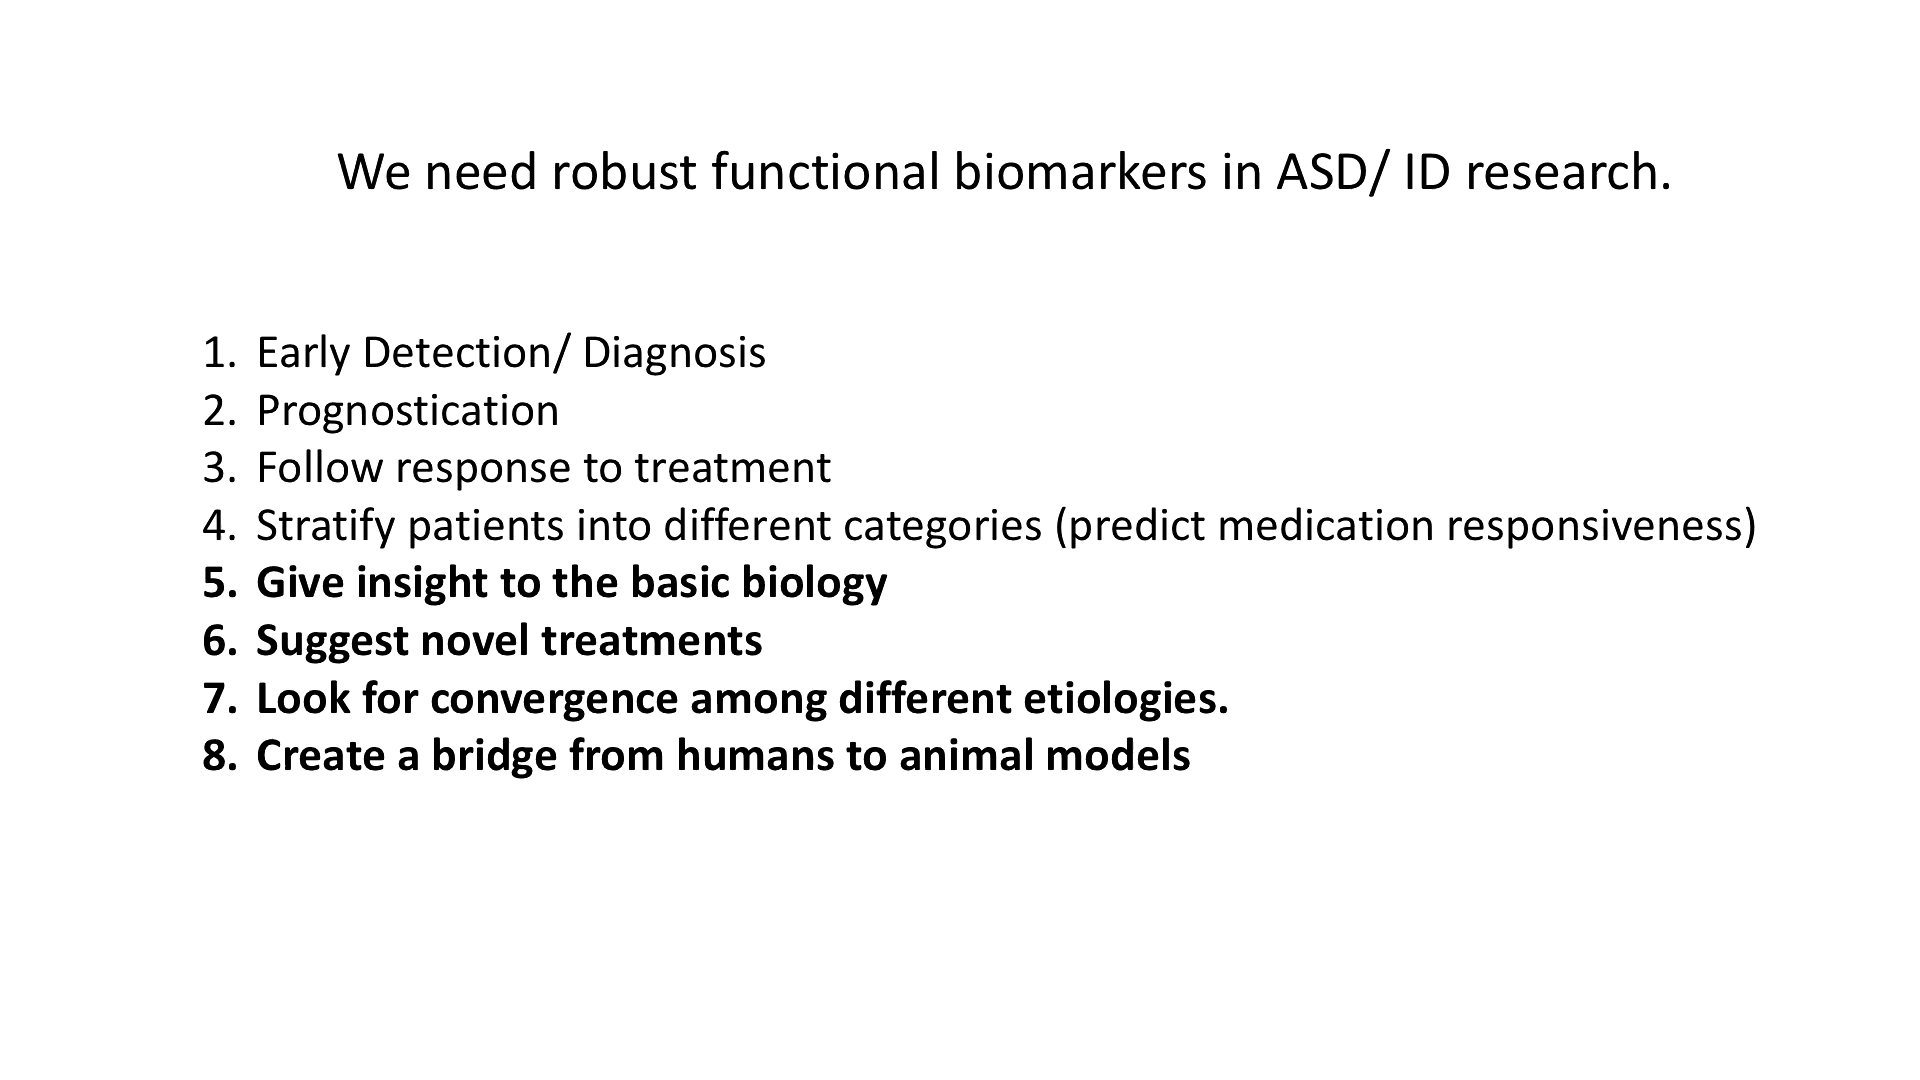 We need robust functional biomarkers in ASD/ ID research.
1. Early Detection/ Diagnosis
2. Prognostication
3. Follow response to treatment
4. Stratify patients into different categories (predict medication responsiveness)
5. Give insight to the basic biology
6. Suggest novel treatments
7. Look for convergence among different etiologies.
8. Create a bridge from humans to animal models